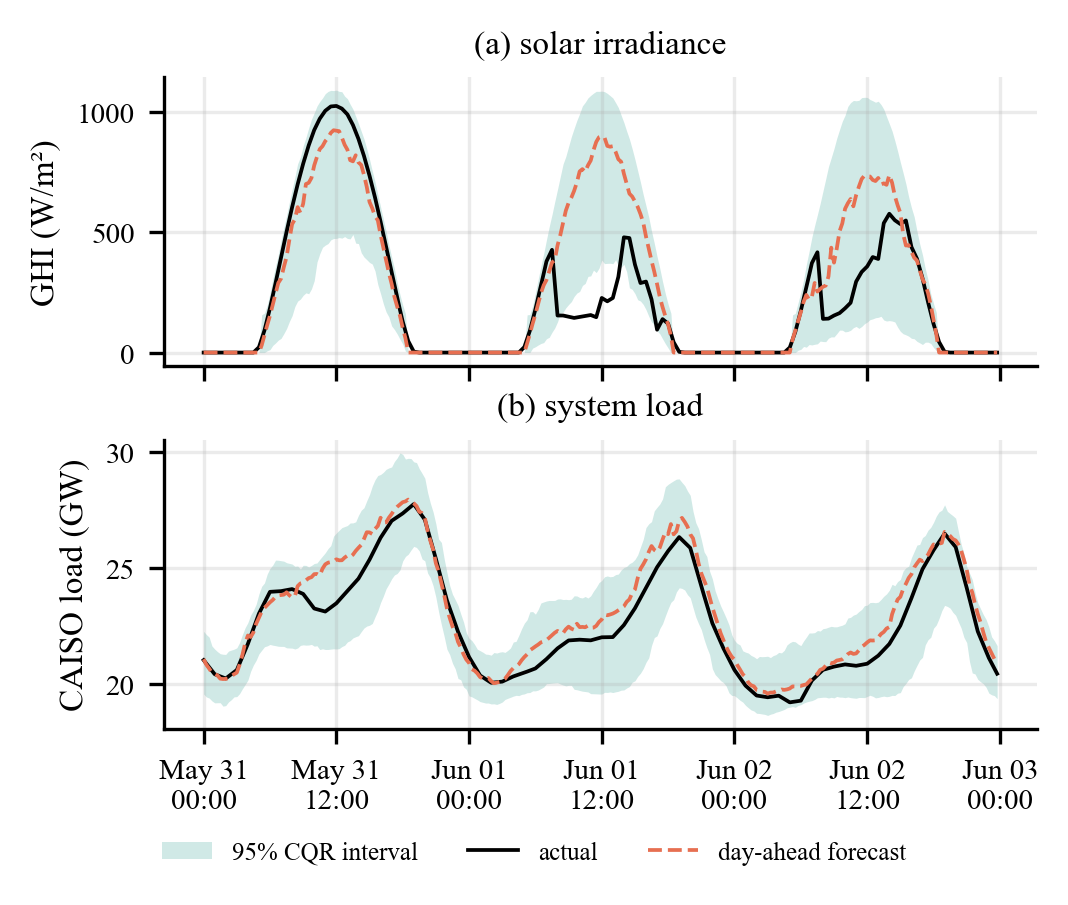 (a) solar irradiance
GHI (W/m²)
1000
500
0
(b) system load
CAISO load (GW)
30
25
20
May 31 May 31 Jun 01 Jun 01 Jun 02 Jun 02 Jun 03
00:00 12:00 00:00 12:00 00:00 12:00 00:00
95% CQR interval actual day-ahead forecast